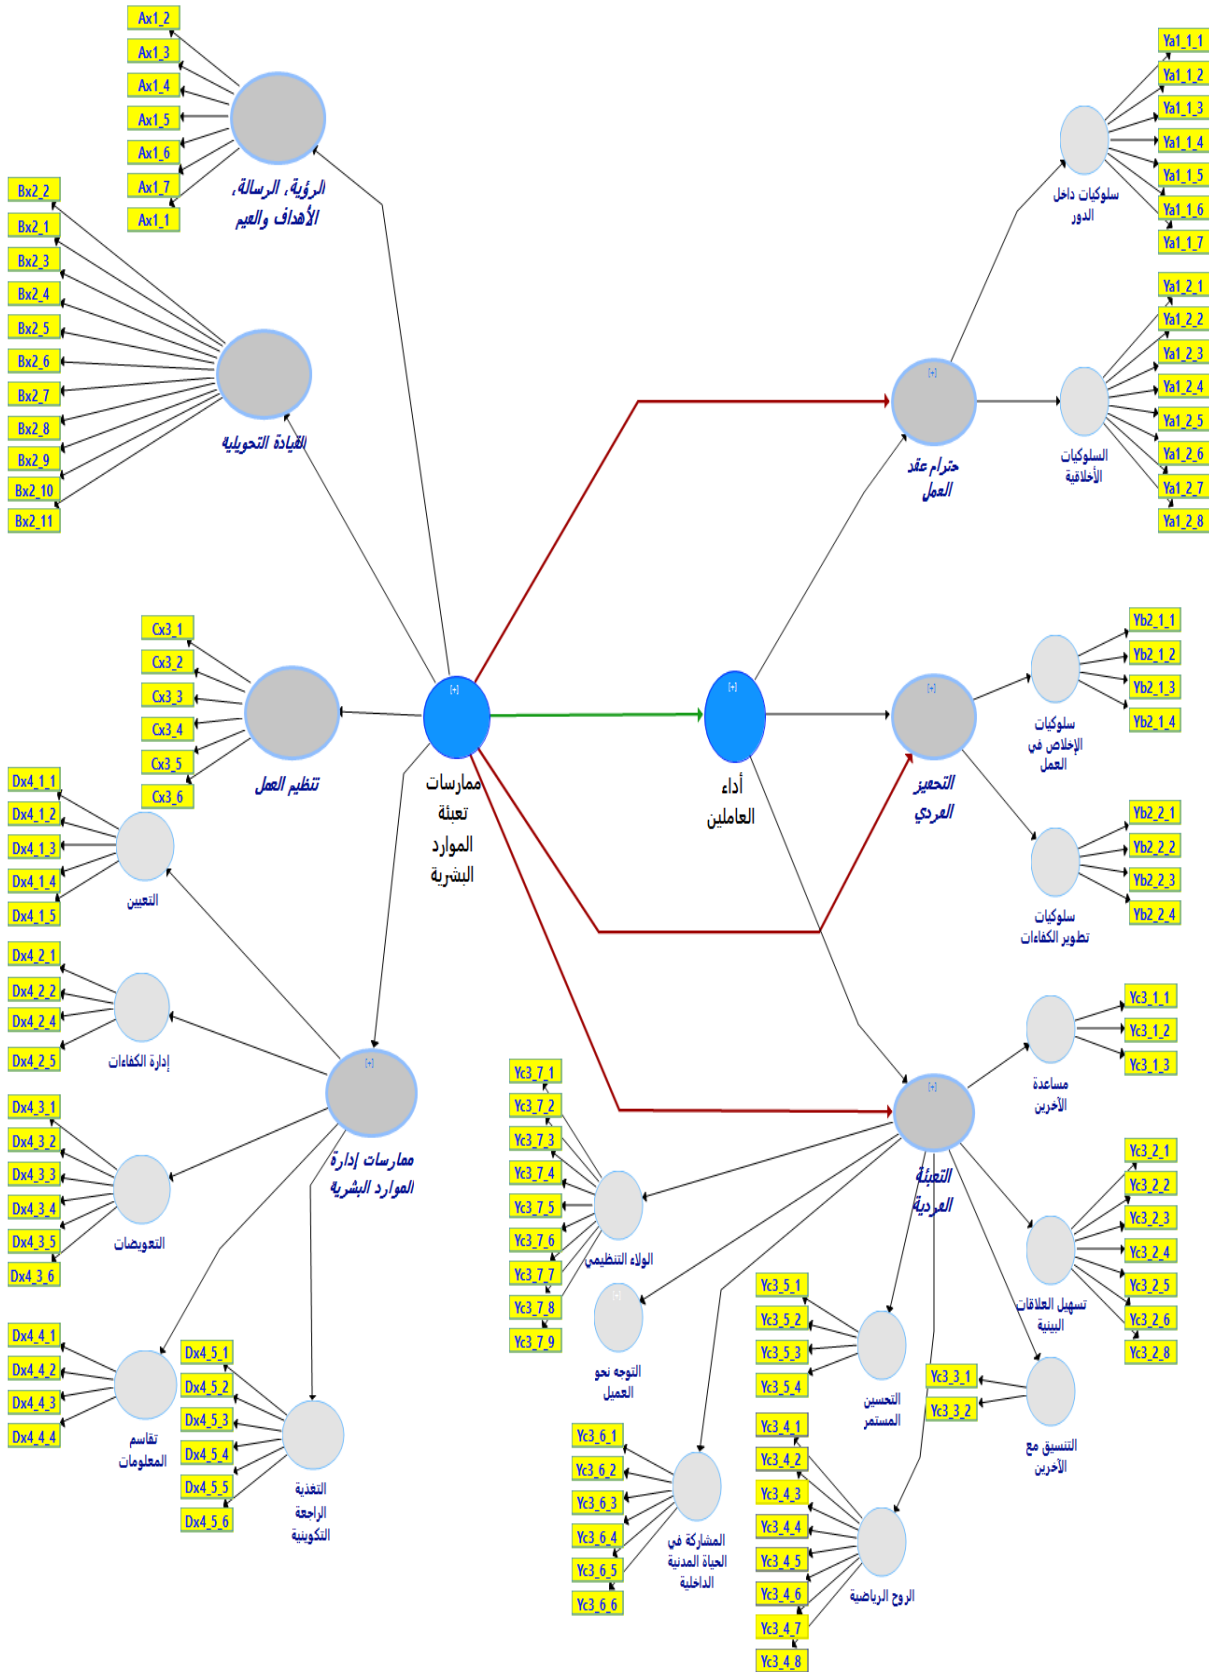 Ax1_2
Ax1_3
Ax1_4
Ax1_5
Ax1_6
Ax1_7
Ax1_1
الرؤية، الرسالة،
الأهداف والقيم
Bx2_2
Bx2_1
Bx2_3
Bx2_4
Bx2_5
Bx2_6
Bx2_7
Bx2_8
Bx2_9
Bx2_10
Bx2_11
القيادة التحويلية
Cx3_1
Cx3_2
Cx3_3
Cx3_4
Cx3_5
Cx3_6
تنظيم العمل
Dx4_1_1
Dx4_1_2
Dx4_1_3
Dx4_1_4
Dx4_1_5
التعيين
Dx4_2_1
Dx4_2_2
Dx4_2_4
Dx4_2_5
إدارة الكفاءات
Dx4_3_1
Dx4_3_2
Dx4_3_3
Dx4_3_4
Dx4_3_5
Dx4_3_6
التعويضات
Dx4_4_1
Dx4_4_2
Dx4_4_3
Dx4_4_4
تقاسم
المعلومات
Dx4_5_1
Dx4_5_2
Dx4_5_3
Dx4_5_4
Dx4_5_5
Dx4_5_6
التغذية
الراجعة
التكوينية
[+]
ممارسات إدارة
الموارد البشرية
[+]
ممارسات
تعبئة
الموارد
البشرية
[+]
أداء
العاملين
[+]
حترام عقد
العمل
Ya1_1_1
Ya1_1_2
Ya1_1_3
Ya1_1_4
Ya1_1_5
Ya1_1_6
Ya1_1_7
سلوكيات داخل
الدور
Ya1_2_1
Ya1_2_2
Ya1_2_3
Ya1_2_4
Ya1_2_5
Ya1_2_6
Ya1_2_7
Ya1_2_8
السلوكيات
الأخلاقية
[+]
التحفيز
الفردي
Yb2_1_1
Yb2_1_2
Yb2_1_3
Yb2_1_4
سلوكيات
الإخلاص في
العمل
Yb2_2_1
Yb2_2_2
Yb2_2_3
Yb2_2_4
سلوكيات
تطوير الكفاءات
[+]
التعبئة
الفردية
Yc3_1_1
Yc3_1_2
Yc3_1_3
مساعدة
الآخرين
Yc3_2_1
Yc3_2_2
Yc3_2_3
Yc3_2_4
Yc3_2_5
Yc3_2_6
Yc3_2_8
تسهيل العلاقات
البينية
Yc3_3_1
Yc3_3_2
التنسيق مع
الآخرين
Yc3_4_1
Yc3_4_2
Yc3_4_3
Yc3_4_4
Yc3_4_5
Yc3_4_6
Yc3_4_7
Yc3_4_8
الروح الرياضية
Yc3_5_1
Yc3_5_2
Yc3_5_3
Yc3_5_4
التحسين
المستمر
Yc3_6_1
Yc3_6_2
Yc3_6_3
Yc3_6_4
Yc3_6_5
Yc3_6_6
المشاركة في
الحياة المدنية
الداخلية
التوجه نحو
العميل
Yc3_7_1
Yc3_7_2
Yc3_7_3
Yc3_7_4
Yc3_7_5
Yc3_7_6
Yc3_7_7
Yc3_7_8
Yc3_7_9
الولاء التنظيمي